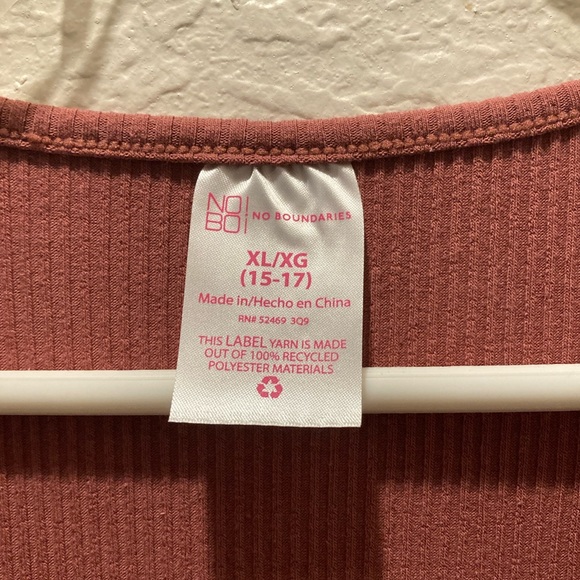 NO
BO
NO BOUNDARIES
XL/XG
(15-17)
Made in/Hecho en China
RN# 52469 3Q9
THIS LABEL YARN IS MADE
OUT OF 100% RECYCLED
POLYESTER MATERIALS